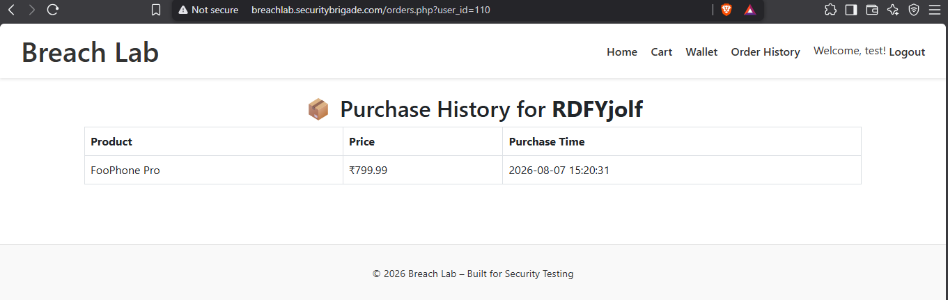 Not secure breachlab.securitybrigade.com/orders.php?user_id=110
Breach Lab Home Cart Wallet Order History Welcome, test! Logout
Purchase History for RDFYjolf
Product Price Purchase Time
FooPhone Pro ₹799.99 2026-08-07 15:20:31
© 2026 Breach Lab – Built for Security Testing